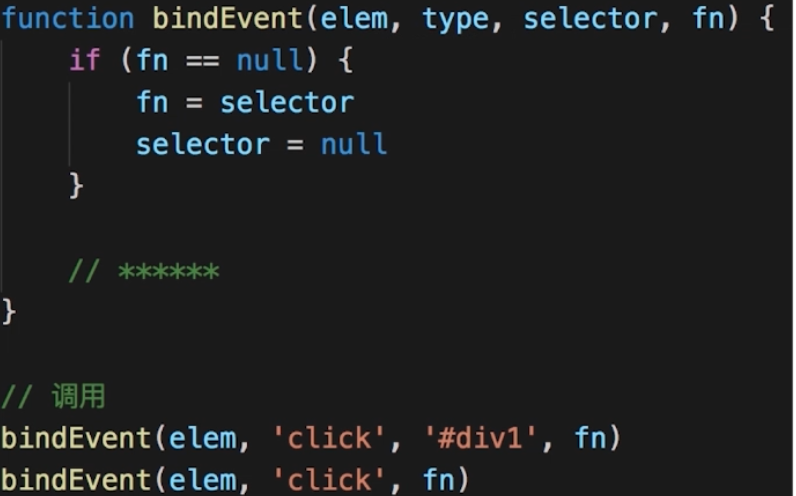 function bindEvent(elem, type, selector, fn) {
    if (fn == null) {
        fn = selector
        selector = null
    }
    // ******
}
// 调用
bindEvent(elem, 'click', '#div1', fn)
bindEvent(elem, 'click', fn)